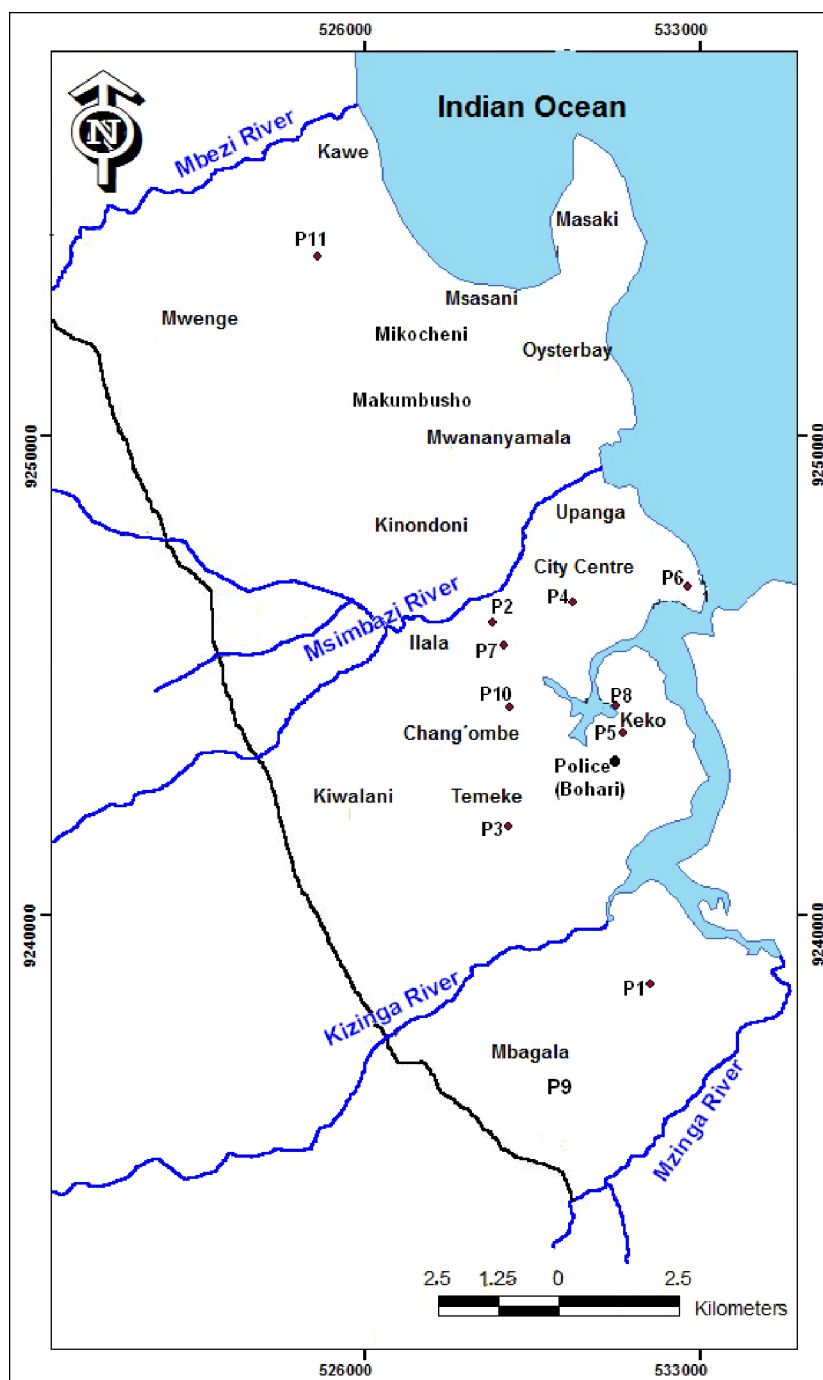 526000
533000
N
Indian Ocean
Mbezi River
Kawe
Masaki
P11
Msasani
Mwenge
Mikocheni
Oysterbay
Makumbusho
Mwananyamala
9250000
9250000
Upanga
Kinondoni
City Centre
P6
P4
Msimbazi River
P2
Ilala
P7
P10
P8
Keko
Chang´ombe
P5
Police
(Bohari)
Kiwalani
Temeke
P3
9240000
9240000
Kizinga River
P1
Mbagala
P9
Mzinga River
2.5
1.25
0
2.5
Kilometers
526000
533000